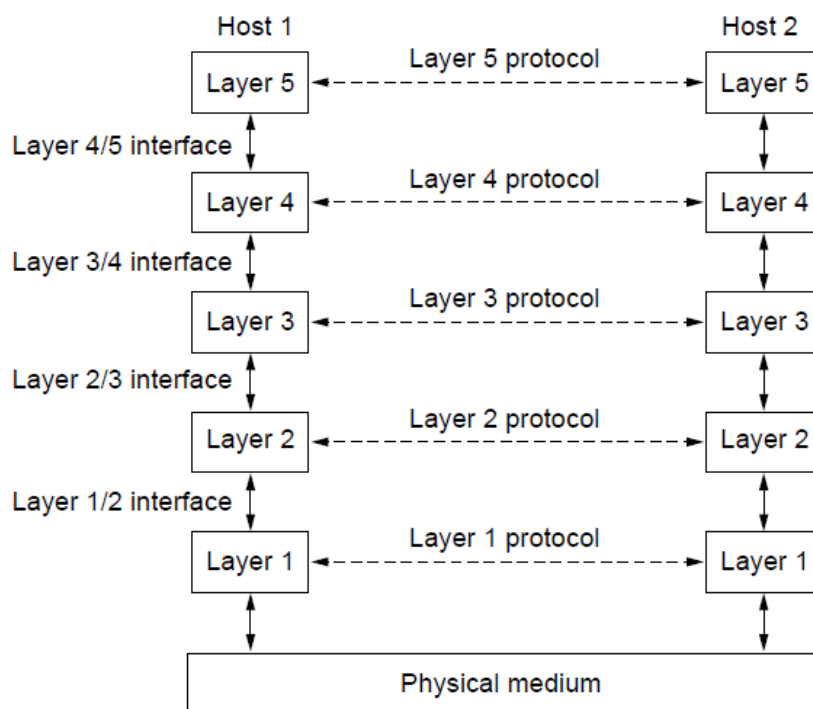 Host 1
Host 2
Layer 5 protocol
Layer 5
Layer 5
Layer 4/5 interface
Layer 4 protocol
Layer 4
Layer 4
Layer 3/4 interface
Layer 3 protocol
Layer 3
Layer 3
Layer 2/3 interface
Layer 2 protocol
Layer 2
Layer 2
Layer 1/2 interface
Layer 1 protocol
Layer 1
Layer 1
Physical medium